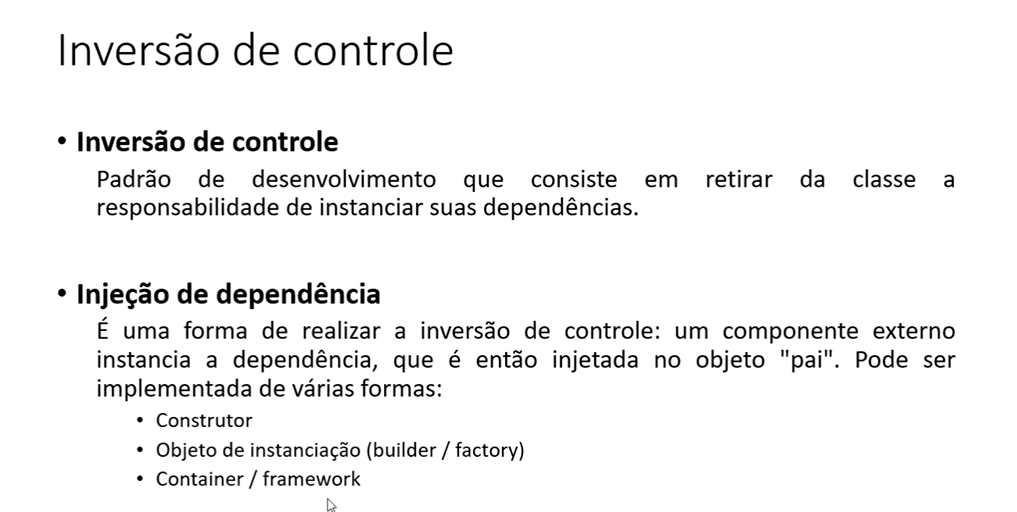 Inversão de controle
• Inversão de controle
Padrão de desenvolvimento que consiste em retirar da classe a
responsabilidade de instanciar suas dependências.
• Injeção de dependência
É uma forma de realizar a inversão de controle: um componente externo
instancia a dependência, que é então injetada no objeto "pai". Pode ser
implementada de várias formas:
• Construtor
• Objeto de instanciação (builder / factory)
• Container / framework